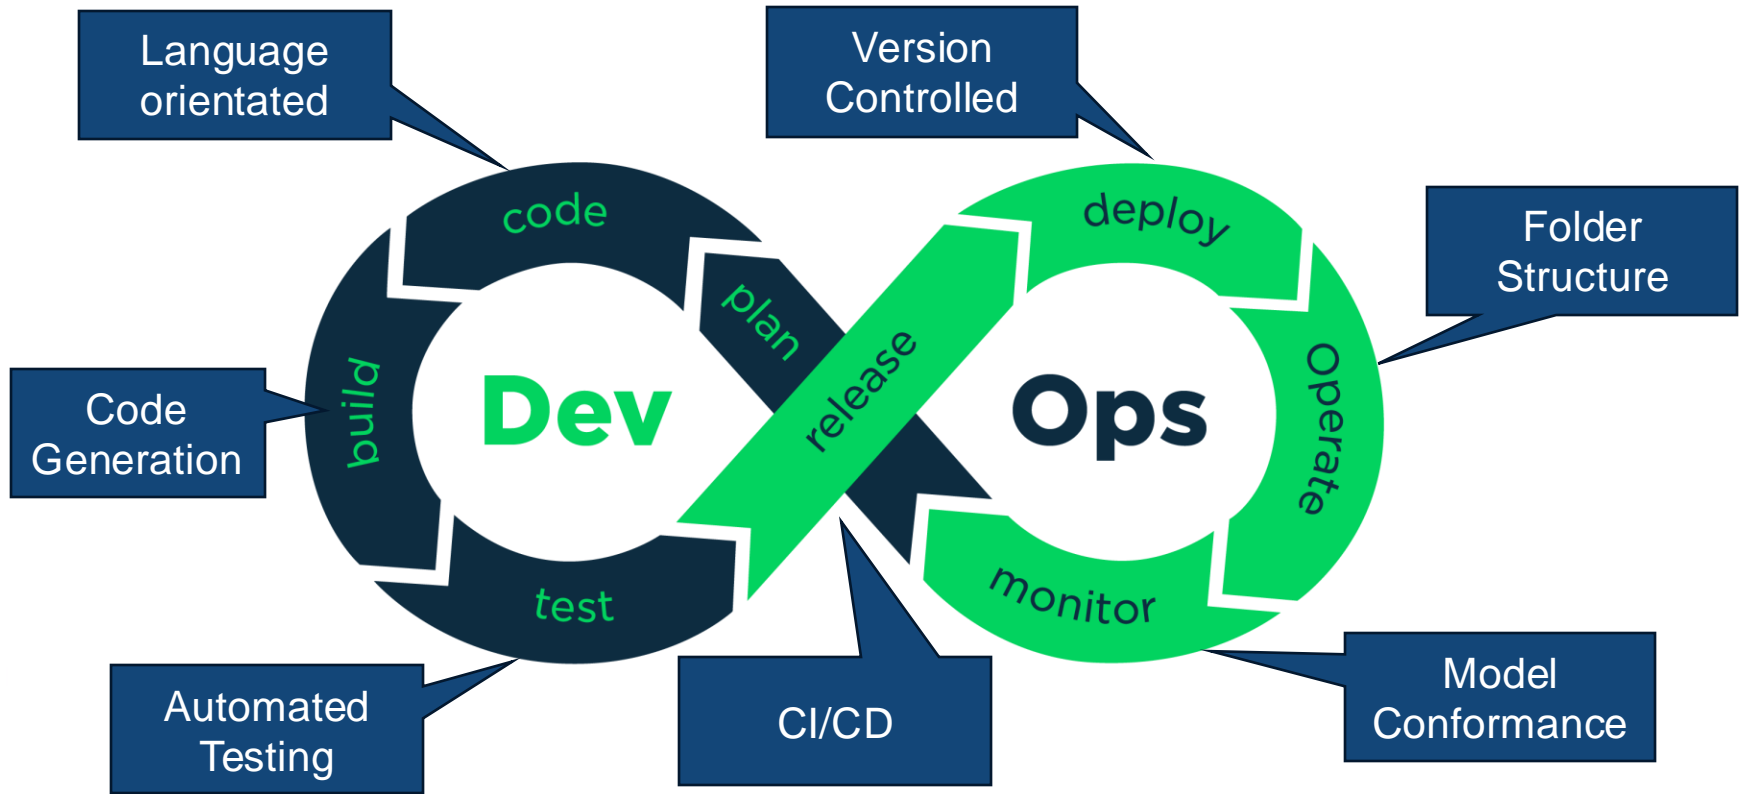 Language
orientated
Version
Controlled
code
deploy
Folder
Structure
plan
release
build
Dev
Ops
Operate
Code
Generation
test
monitor
Automated
Testing
CI/CD
Model
Conformance